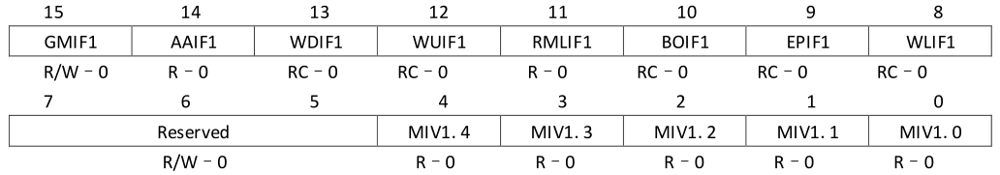 15 14 13 12 11 10 9 8
GMIF1 AAIF1 WDIF1 WUIF1 RMLIF1 BOIF1 EPIF1 WLIF1
R/W – 0 R – 0 RC – 0 RC – 0 R – 0 RC – 0 RC – 0 RC – 0
7 6 5 4 3 2 1 0
Reserved MIV1. 4 MIV1. 3 MIV1. 2 MIV1. 1 MIV1. 0
R/W – 0 R – 0 R – 0 R – 0 R – 0 R – 0